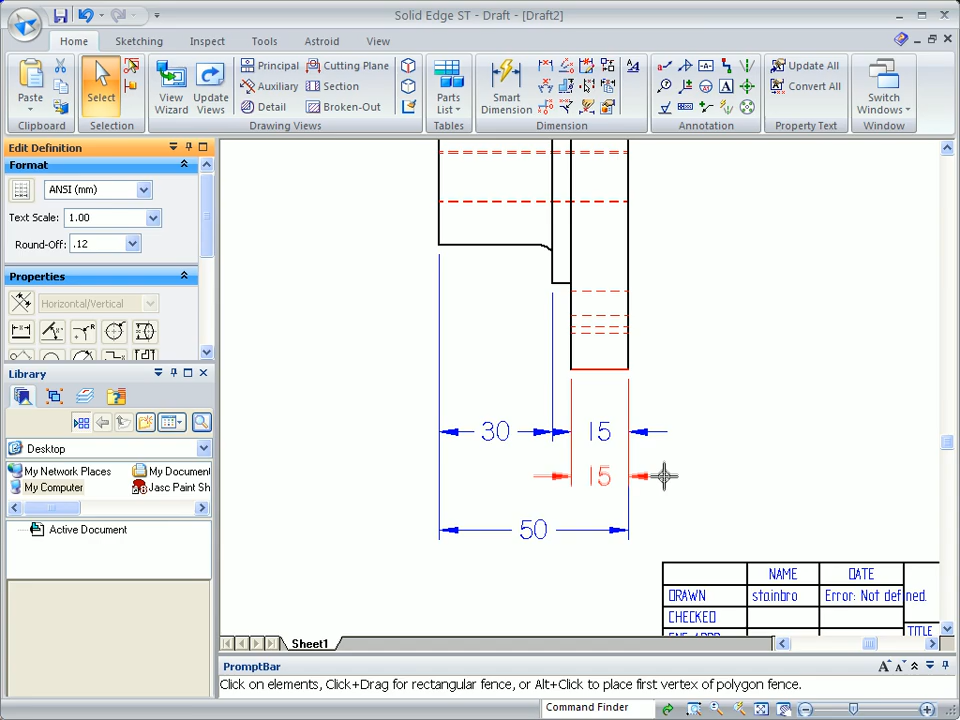 Solid Edge ST - Draft - [Draft2]
Home Sketching Inspect Tools Astroid View
Paste
Clipboard
Select
Selection
View Wizard
Update Views
Principal
Auxiliary
Detail
Cutting Plane
Section
Broken-Out
Drawing Views
Parts List
Tables
Smart Dimension
Dimension
Annotation
Update All
Convert All
Property Text
Switch Windows
Window
Edit Definition
Format
ANSI (mm)
Text Scale: 1.00
Round-Off: .12
Properties
Horizontal/Vertical
Library
Desktop
My Network Places
My Document
My Computer
Jasc Paint Sh
Active Document
30 15
15
50
NAME DATE
DRAWN stainbro Error: Not defined.
CHECKED
TITLE
Sheet1
PromptBar
Click on elements, Click+Drag for rectangular fence, or Alt+Click to place first vertex of polygon fence.
Command Finder